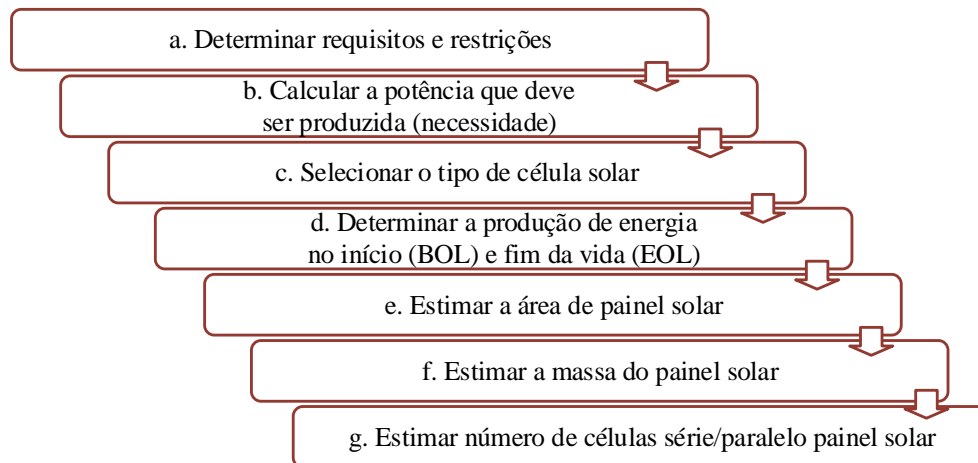 a. Determinar requisitos e restrições
b. Calcular a potência que deve
ser produzida (necessidade)
c. Selecionar o tipo de célula solar
d. Determinar a produção de energia
no início (BOL) e fim da vida (EOL)
e. Estimar a área de painel solar
f. Estimar a massa do painel solar
g. Estimar número de células série/paralelo painel solar